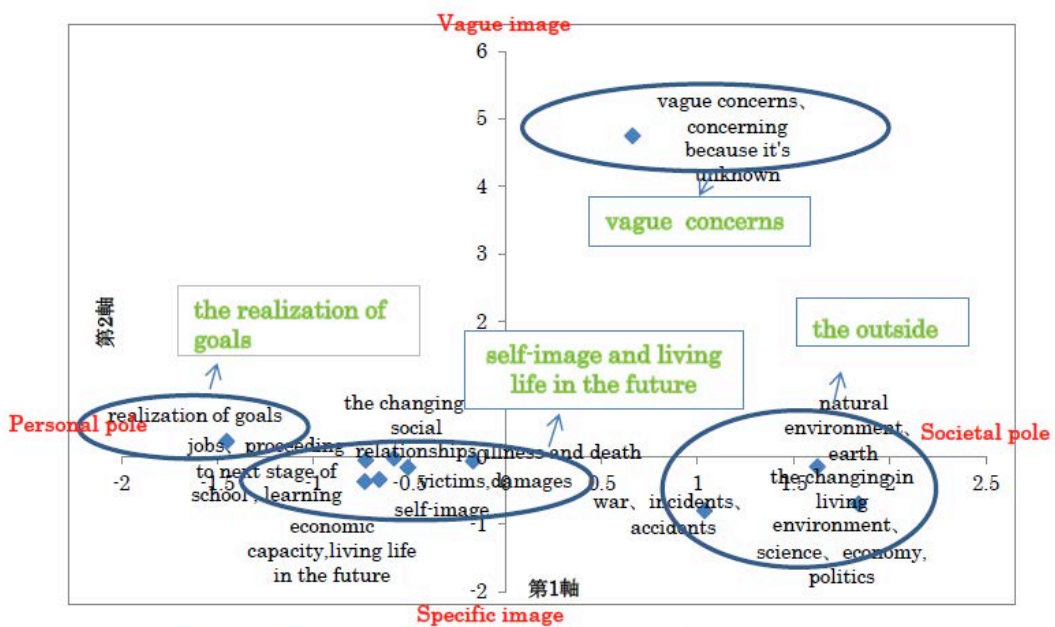 Vague image
6
vague concerns、
5
concerning
because it's
4
unknown
vague concerns
3
the realization of
goals
2
the outside
第2軸
self-image and living
life in the future
natural
environment、
earth
the changing
social
relationships
realization of goals
Personal pole
Societal pole
jobs、proceeding
to next stage of
school , learning
illness and death
victims,damages
self-image
0
the changing in
living
environment、
science、economy,
politics
war、incidents、
accidents
-2
-1
-0.5
0
0.5
1
2
2.5
economic
capacity,living life
in the future
-1
-2
第1軸
Specific image